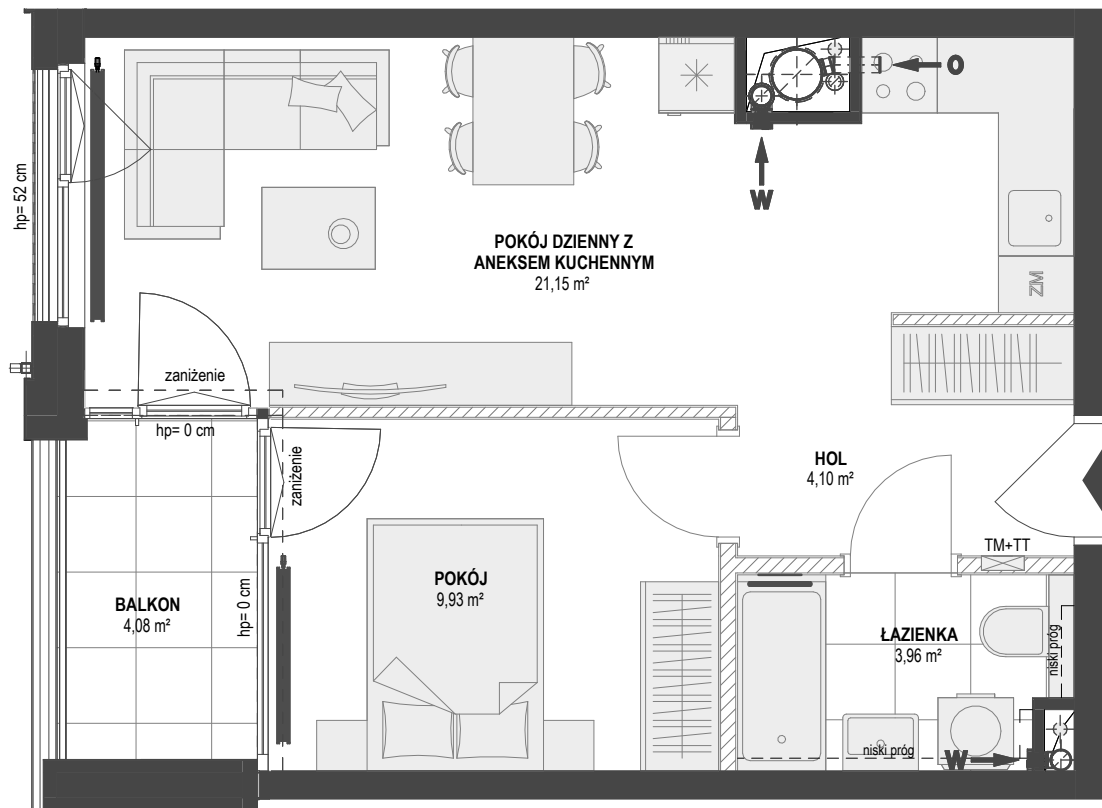 hp= 52 cm
O
W
POKÓJ DZIENNY Z
ANEKSEM KUCHENNYM
21,15 m²
ZM
zaniżenie
hp= 0 cm
zaniżenie
HOL
4,10 m²
TM+TT
POKÓJ
9,93 m²
BALKON
4,08 m²
hp= 0 cm
ŁAZIENKA
3,96 m²
niski próg
niski próg
W